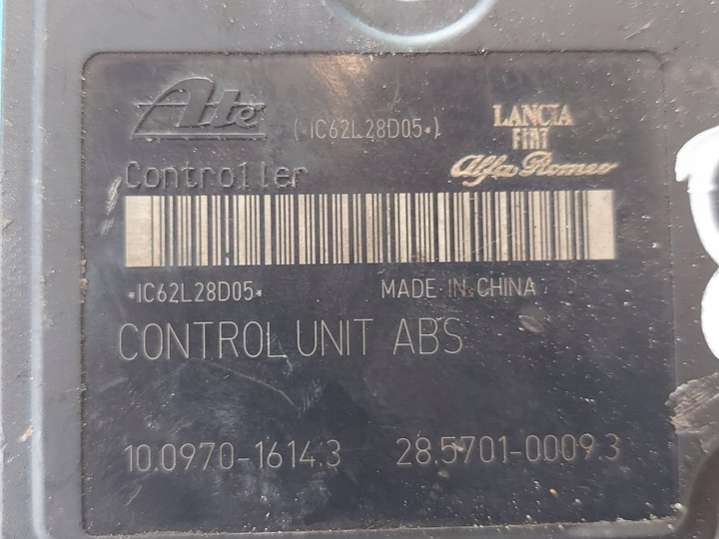 Ate (*IC62L28D05*) LANCIA
FIAT
Controller Alfa Romeo
*IC62L28D05* MADE IN CHINA
CONTROL UNIT ABS
10.0970-1614.3 28.5701-0009.3